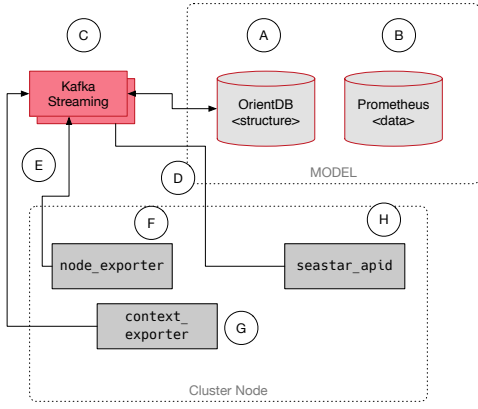 C
A
B
Kafka
Streaming
OrientDB
<structure>
Prometheus
<data>
E
D
MODEL
F
H
node_exporter
seastar_apid
context_
exporter
G
Cluster Node